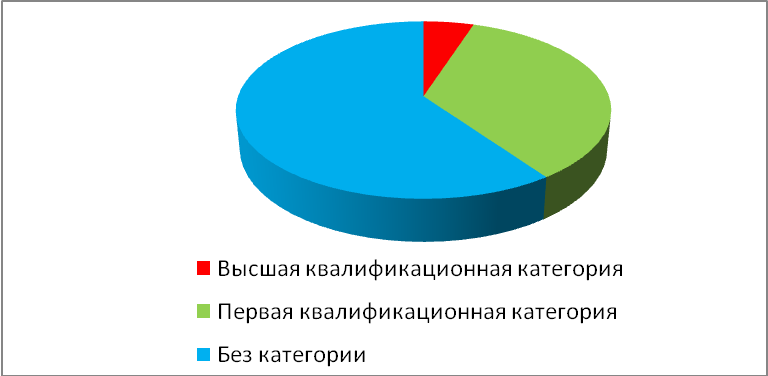 Высшая квалификационная категория
Первая квалификационная категория
Без категории